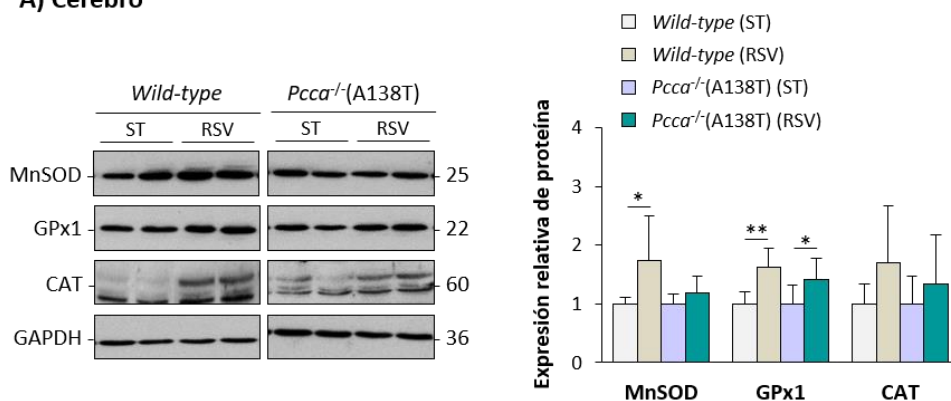 A) Cerebro
Wild-type
Pcca-/-(A138T)
ST
RSV
ST
RSV
MnSOD
25
GPx1
22
CAT
60
GAPDH
36
Wild-type (ST)
Wild-type (RSV)
Pcca-/-(A138T) (ST)
Pcca-/-(A138T) (RSV)
Expresión relativa de proteína
4
3
2
1
0
*
**
*
MnSOD
GPx1
CAT